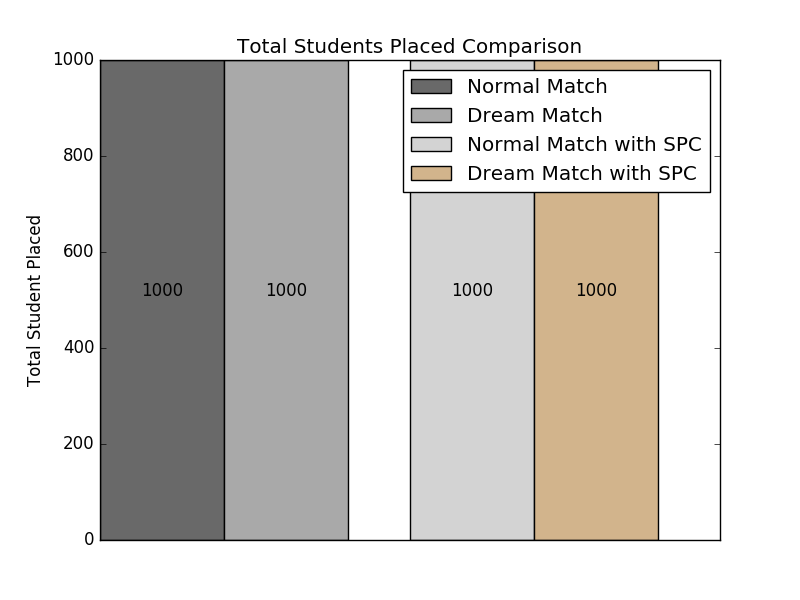 Total Students Placed Comparison
1000
800
600
400
200
0
Total Student Placed
Normal Match
Dream Match
Normal Match with SPC
Dream Match with SPC
1000
1000
1000
1000